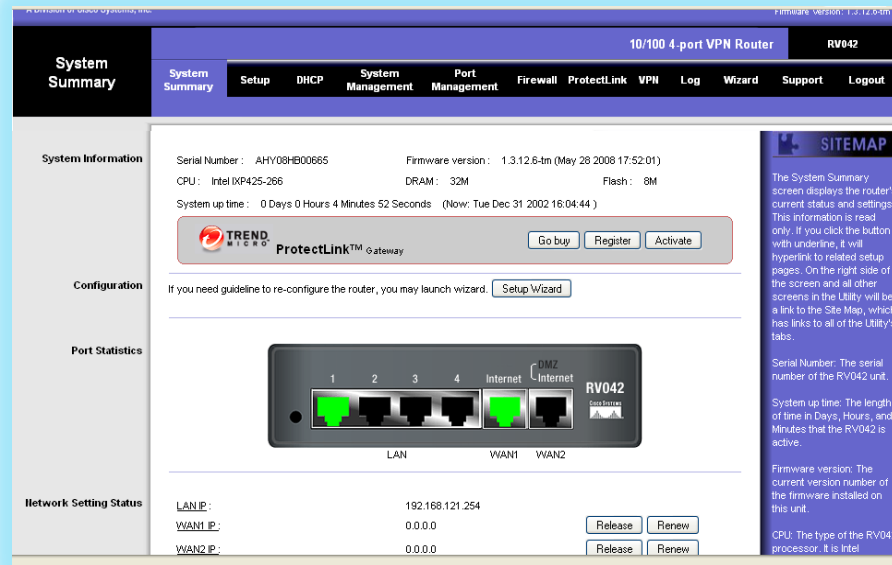 A Division of Cisco Systems, Inc.
Firmware Version: 1.3.12.6-tm
10/100 4-port VPN Router
RV042
System Summary
System Summary
Setup
DHCP
System Management
Port Management
Firewall
ProtectLink
VPN
Log
Wizard
Support
Logout
System Information
Serial Number : AHY08HB00665
Firmware version : 1.3.12.6-tm (May 28 2008 17:52:01)
CPU : Intel IXP425-266
DRAM : 32M
Flash : 8M
System up time : 0 Days 0 Hours 4 Minutes 52 Seconds (Now: Tue Dec 31 2002 16:04:44 )
TREND MICRO
ProtectLink™ Gateway
Go buy
Register
Activate
Configuration
If you need guideline to re-configure the router, you may launch wizard.
Setup Wizard
Port Statistics
1 2 3 4 Internet DMZ Internet
RV042
Cisco Systems
LAN
WAN1
WAN2
Network Setting Status
LAN IP :
192.168.121.254
WAN1 IP :
0.0.0.0
Release
Renew
WAN2 IP :
0.0.0.0
Release
Renew
SITEMAP
The System Summary
screen displays the router'
current status and settings
This information is read
only. If you click the button
with underline, it will
hyperlink to related setup
pages. On the right side of
the screen and all other
screens in the Utility will be
a link to the Site Map, which
has links to all of the Utility's
tabs.
Serial Number: The serial
number of the RV042 unit.
System up time: The length
of time in Days, Hours, and
Minutes that the RV042 is
active.
Firmware version: The
current version number of
the firmware installed on
this unit.
CPU: The type of the RV04
processor. It is Intel